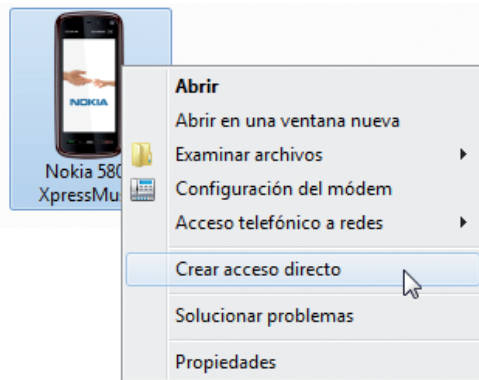 NOKIA
Nokia 580
XpressMu
Abrir
Abrir en una ventana nueva
Examinar archivos
Configuración del módem
Acceso telefónico a redes
Crear acceso directo
Solucionar problemas
Propiedades